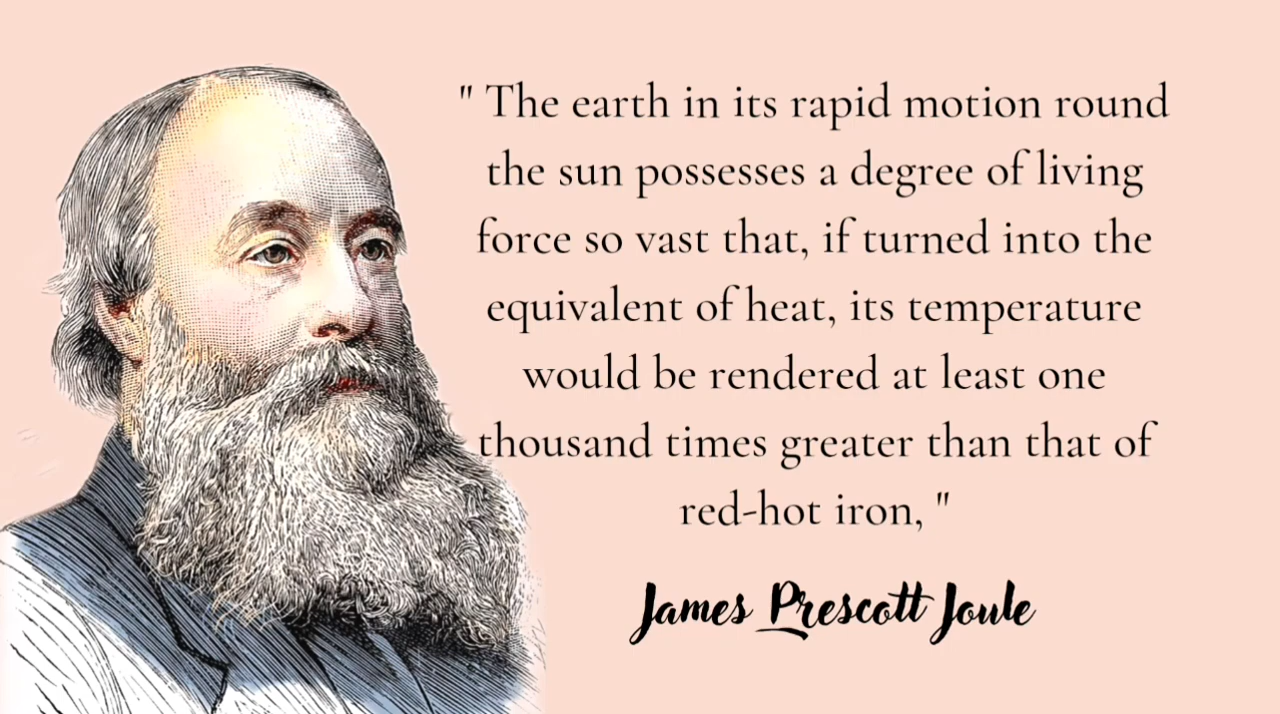 " The earth in its rapid motion round
the sun possesses a degree of living
force so vast that, if turned into the
equivalent of heat, its temperature
would be rendered at least one
thousand times greater than that of
red-hot iron, "
James Prescott Joule